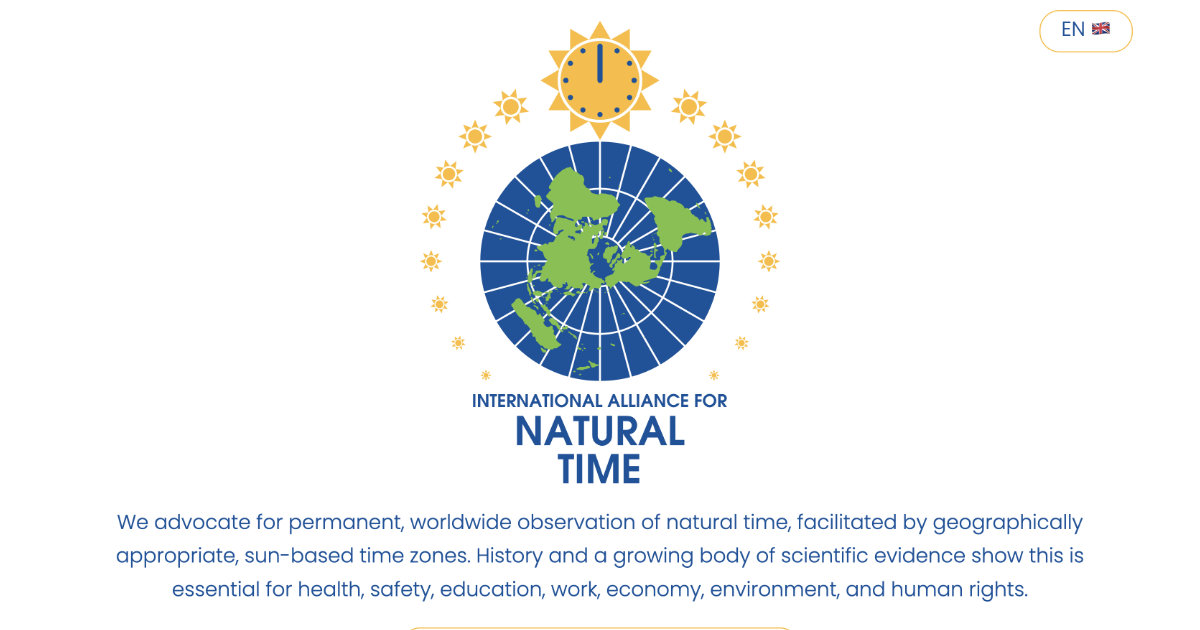 EN 🇬🇧
INTERNATIONAL ALLIANCE FOR
NATURAL
TIME
We advocate for permanent, worldwide observation of natural time, facilitated by geographically
appropriate, sun-based time zones. History and a growing body of scientific evidence show this is
essential for health, safety, education, work, economy, environment, and human rights.